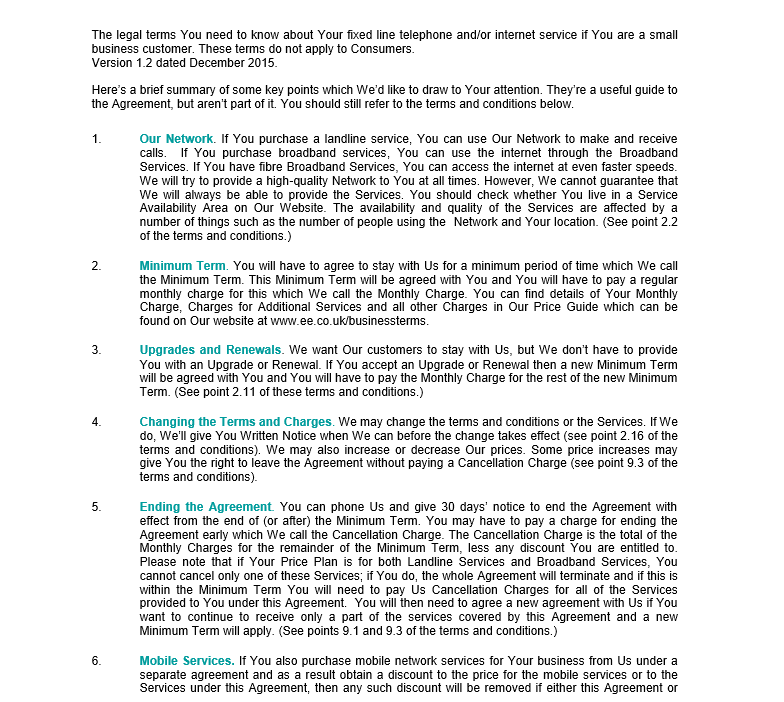 The legal terms You need to know about Your fixed line telephone and/or internet service if You are a small
business customer. These terms do not apply to Consumers.
Version 1.2 dated December 2015.
Here's a brief summary of some key points which We'd like to draw to Your attention. They're a useful guide to
the Agreement, but aren't part of it. You should still refer to the terms and conditions below.
1. Our Network. If You purchase a landline service, You can use Our Network to make and receive
calls. If You purchase broadband services, You can use the internet through the Broadband
Services. If You have fibre Broadband Services, You can access the internet at even faster speeds.
We will try to provide a high-quality Network to You at all times. However, We cannot guarantee that
We will always be able to provide the Services. You should check whether You live in a Service
Availability Area on Our Website. The availability and quality of the Services are affected by a
number of things such as the number of people using the Network and Your location. (See point 2.2
of the terms and conditions.)
2. Minimum Term. You will have to agree to stay with Us for a minimum period of time which We call
the Minimum Term. This Minimum Term will be agreed with You and You will have to pay a regular
monthly charge for this which We call the Monthly Charge. You can find details of Your Monthly
Charge, Charges for Additional Services and all other Charges in Our Price Guide which can be
found on Our website at www.ee.co.uk/businessterms.
3. Upgrades and Renewals. We want Our customers to stay with Us, but We don't have to provide
You with an Upgrade or Renewal. If You accept an Upgrade or Renewal then a new Minimum Term
will be agreed with You and You will have to pay the Monthly Charge for the rest of the new Minimum
Term. (See point 2.11 of these terms and conditions.)
4. Changing the Terms and Charges. We may change the terms and conditions or the Services. If We
do, We'll give You Written Notice when We can before the change takes effect (see point 2.16 of the
terms and conditions). We may also increase or decrease Our prices. Some price increases may
give You the right to leave the Agreement without paying a Cancellation Charge (see point 9.3 of the
terms and conditions).
5. Ending the Agreement. You can phone Us and give 30 days' notice to end the Agreement with
effect from the end of (or after) the Minimum Term. You may have to pay a charge for ending the
Agreement early which We call the Cancellation Charge. The Cancellation Charge is the total of the
Monthly Charges for the remainder of the Minimum Term, less any discount You are entitled to.
Please note that if Your Price Plan is for both Landline Services and Broadband Services, You
cannot cancel only one of these Services; if You do, the whole Agreement will terminate and if this is
within the Minimum Term You will need to pay Us Cancellation Charges for all of the Services
provided to You under this Agreement. You will then need to agree a new agreement with Us if You
want to continue to receive only a part of the services covered by this Agreement and a new
Minimum Term will apply. (See points 9.1 and 9.3 of the terms and conditions.)
6. Mobile Services. If You also purchase mobile network services for Your business from Us under a
separate agreement and as a result obtain a discount to the price for the mobile services or to the
Services under this Agreement, then any such discount will be removed if either this Agreement or